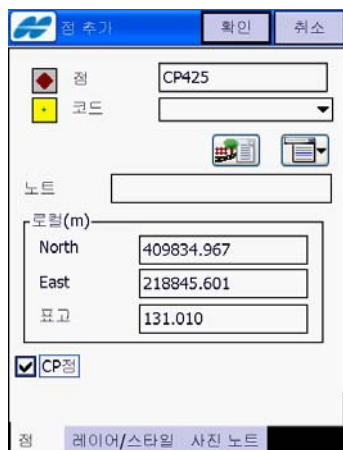 점 추가 확인 취소
점 CP425
코드
노트
로컬(m)
North 409834.967
East 218845.601
표고 131.010
CP점
점 레이어/스타일 사진 노트